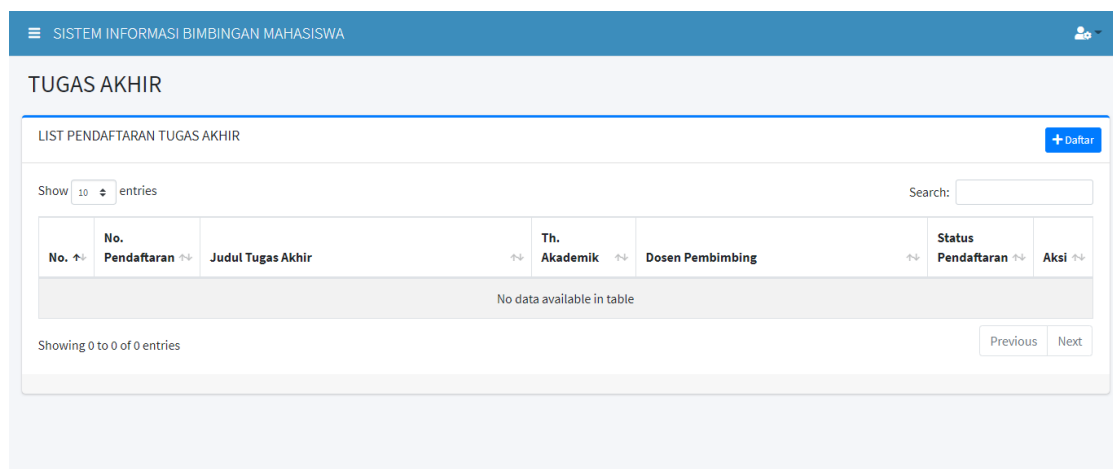 SISTEM INFORMASI BIMBINGAN MAHASISWA
TUGAS AKHIR
LIST PENDAFTARAN TUGAS AKHIR
+ Daftar
Show 10 entries
Search:
No. No. Pendaftaran Judul Tugas Akhir Th. Akademik Dosen Pembimbing Status Pendaftaran Aksi
No data available in table
Showing 0 to 0 of 0 entries
Previous Next